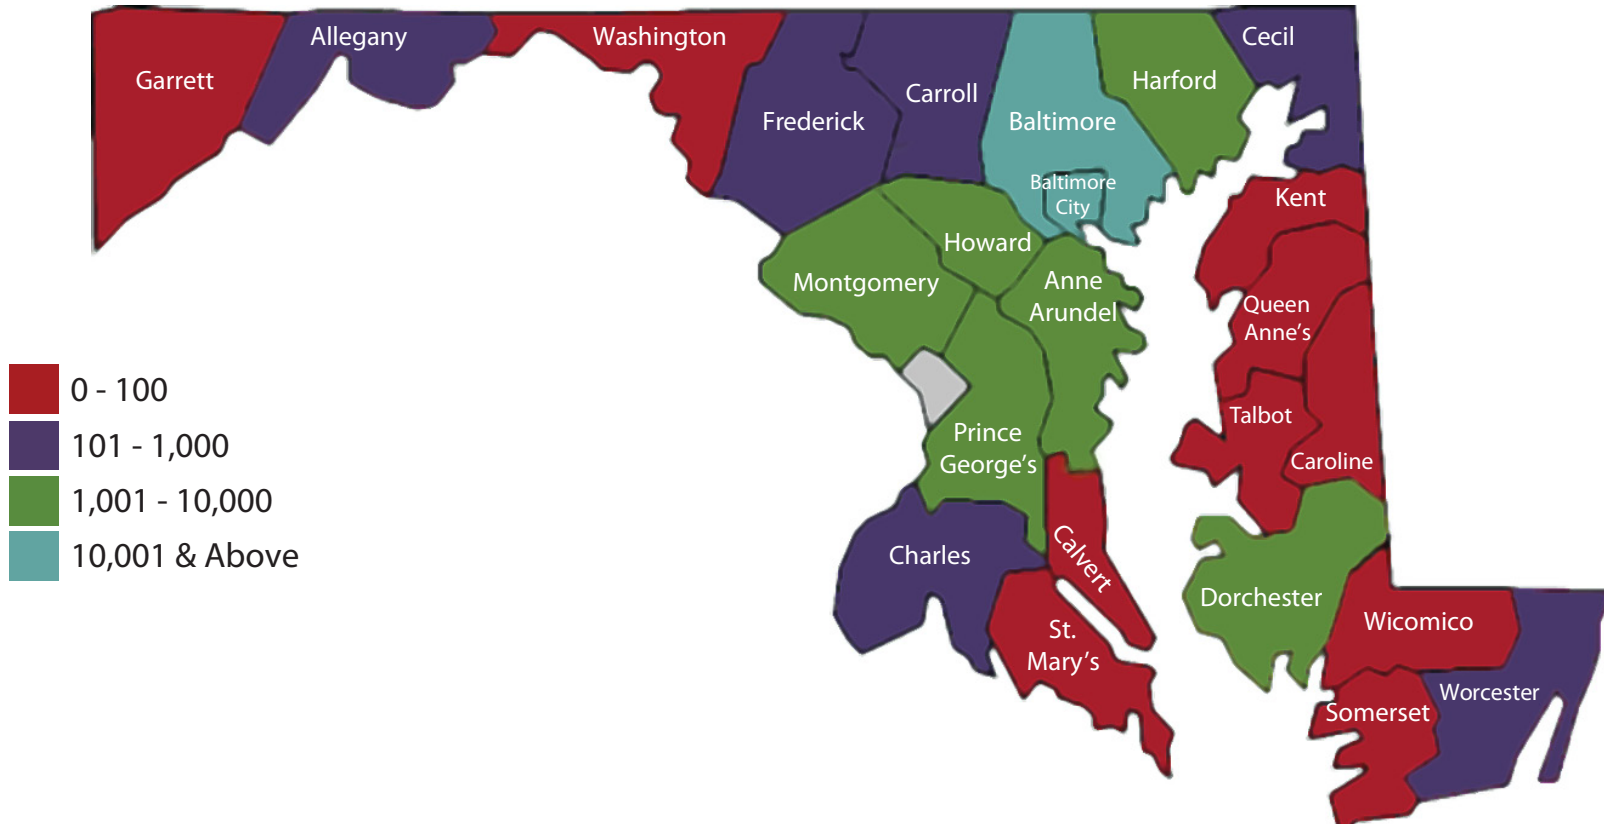 Garrett
Allegany
Washington
Frederick
Carroll
Baltimore
Harford
Cecil
Baltimore
City
Kent
Howard
Montgomery
Anne
Arundel
Queen
Anne’s
Talbot
Caroline
Prince
George’s
Charles
Calvert
St.
Mary’s
Dorchester
Wicomico
Worcester
Somerset
0 - 100
101 - 1,000
1,001 - 10,000
10,001 & Above